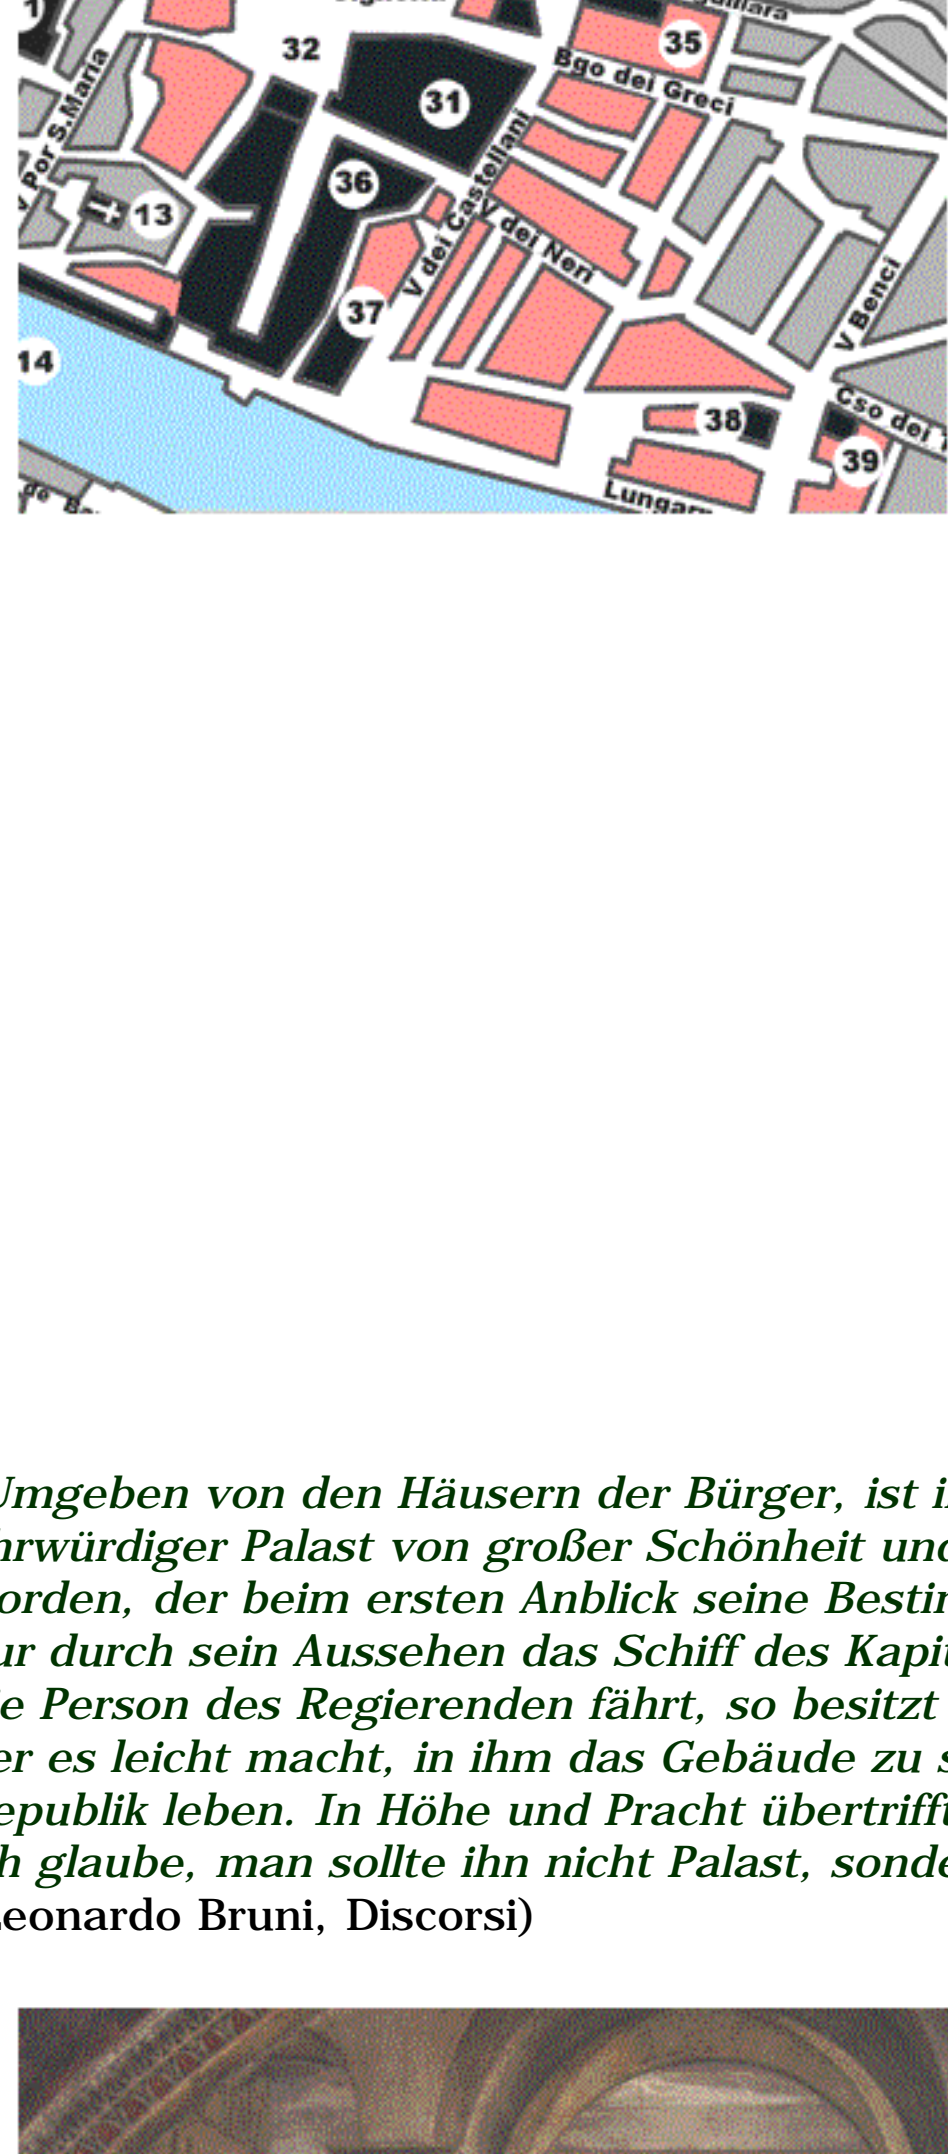 1
32
35
Bgo dei Greci
31
V Por S.Maria
36
V dei Castellani
13
V dei Neri
V Benci
37
14
38
Cso dei
39
Lungarn
Umgeben von den Häusern der Bürger, ist i
hrwürdiger Palast von großer Schönheit und
orden, der beim ersten Anblick seine Bestim
ur durch sein Aussehen das Schiff des Kapit
e Person des Regierenden fährt, so besitzt
er es leicht macht, in ihm das Gebäude zu s
epublik leben. In Höhe und Pracht übertrifft
h glaube, man sollte ihn nicht Palast, sonde
Leonardo Bruni, Discorsi)